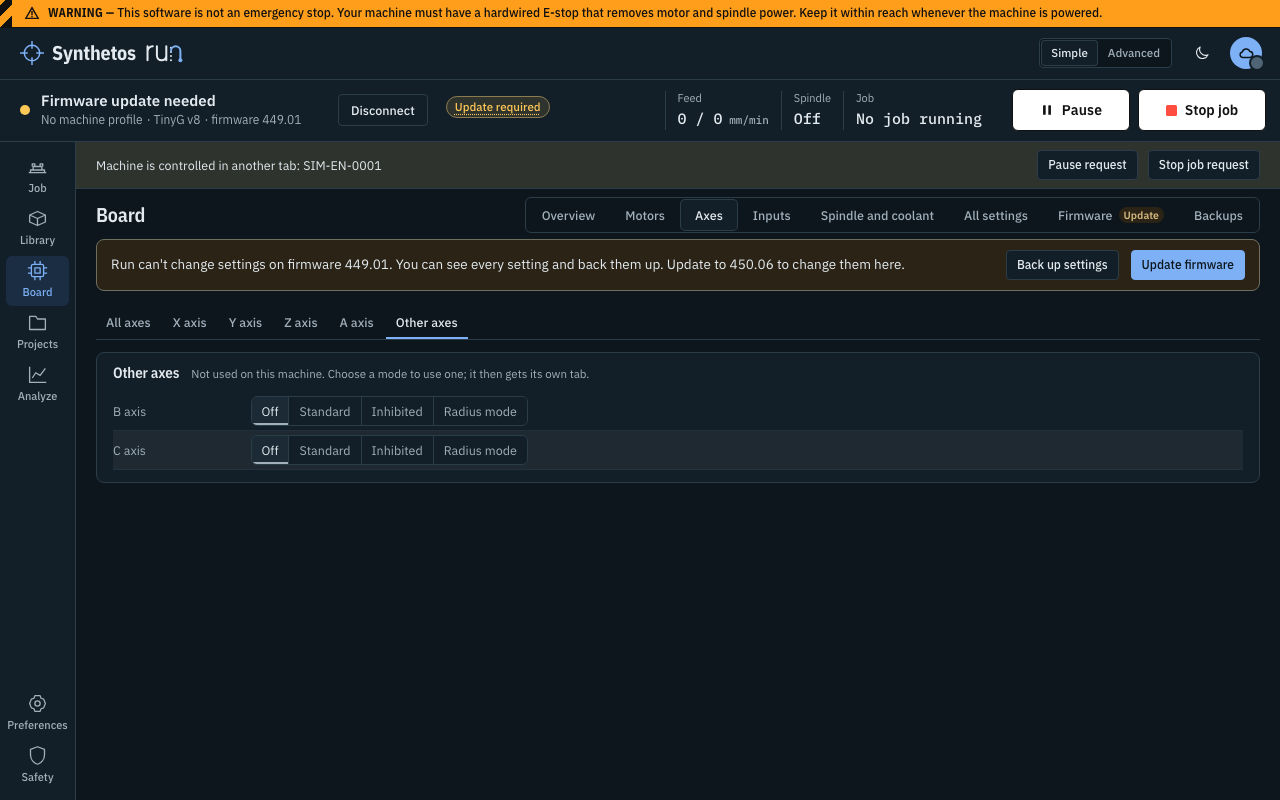 WARNING — This software is not an emergency stop. Your machine must have a hardwired E-stop that removes motor and spindle power. Keep it within reach whenever the machine is powered.
Synthetos run
Simple Advanced
Firmware update needed
No machine profile · TinyG v8 · firmware 449.01
Disconnect
Update required
Feed
0 / 0 mm/min
Spindle
Off
Job
No job running
Pause
Stop job
Machine is controlled in another tab: SIM-EN-0001
Pause request
Stop job request
Job
Library
Board
Projects
Analyze
Preferences
Safety
Board
Overview Motors Axes Inputs Spindle and coolant All settings Firmware Update Backups
Run can't change settings on firmware 449.01. You can see every setting and back them up. Update to 450.06 to change them here.
Back up settings
Update firmware
All axes X axis Y axis Z axis A axis Other axes
Other axes Not used on this machine. Choose a mode to use one; it then gets its own tab.
B axis Off Standard Inhibited Radius mode
C axis Off Standard Inhibited Radius mode